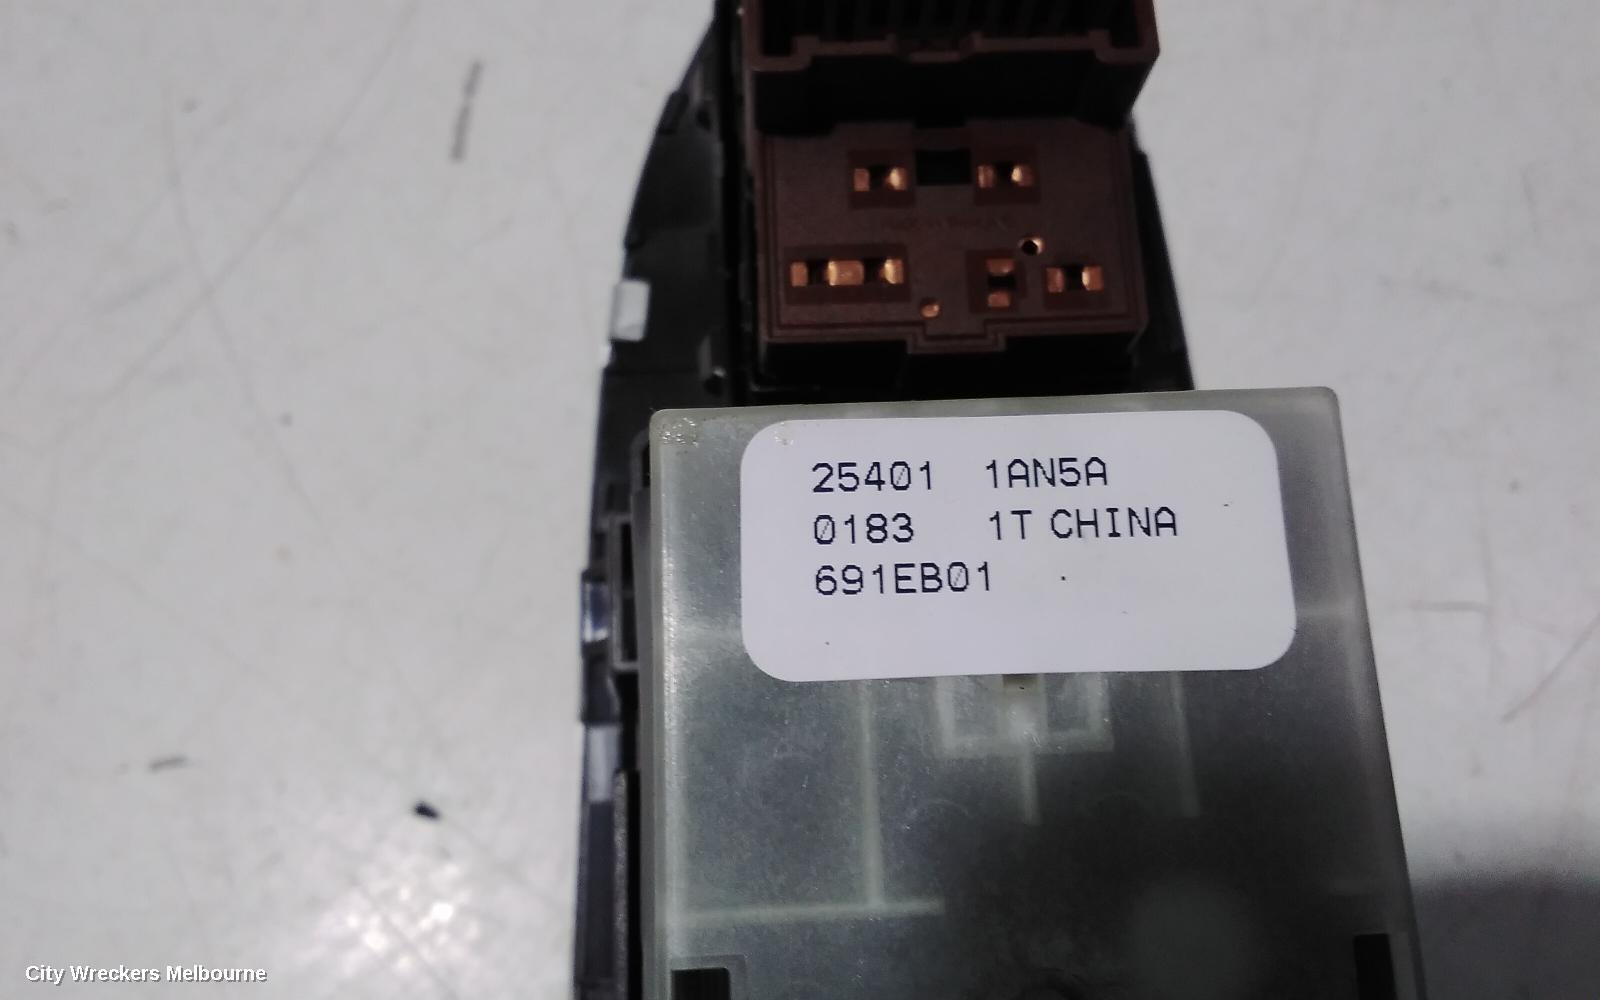 25401 1AN5A
0183 1T CHINA
691EB01
City Wreckers Melbourne